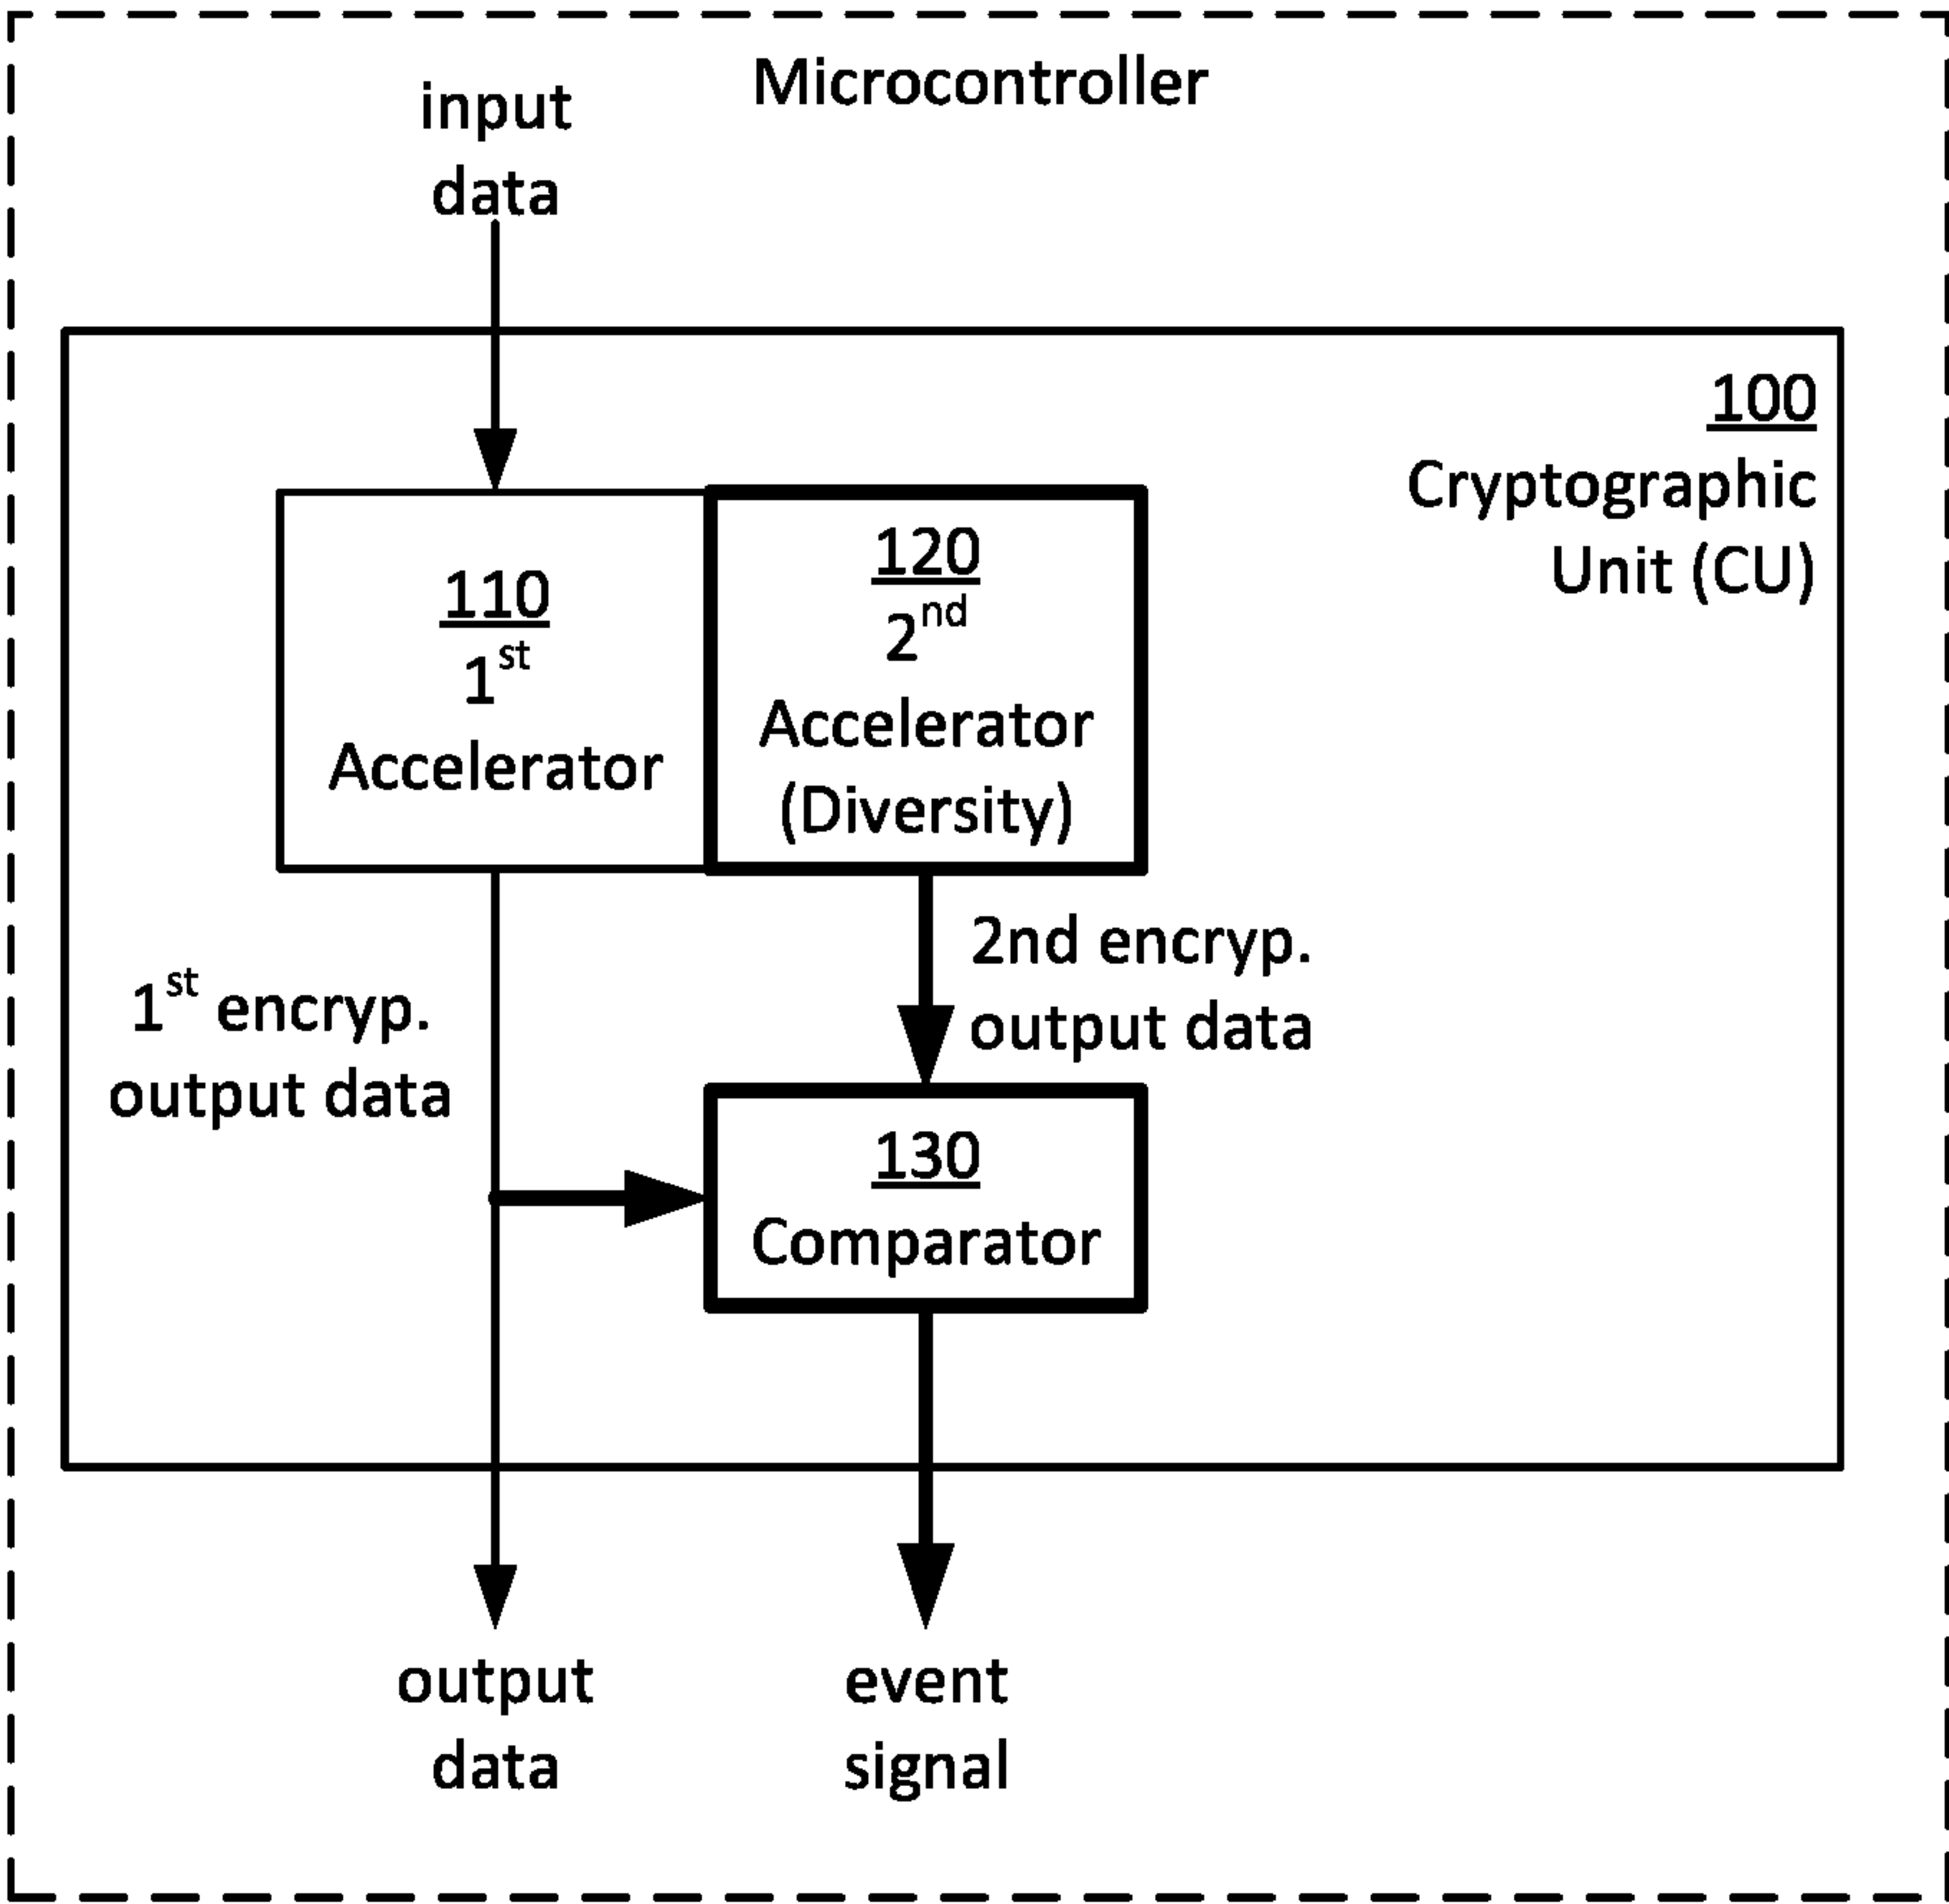 Microcontroller
input
data
100
Cryptographic
Unit (CU)
110
1st
Accelerator
120
2nd
Accelerator
(Diversity)
1st encryp.
output data
2nd encryp.
output data
130
Comparator
output
data
event
signal